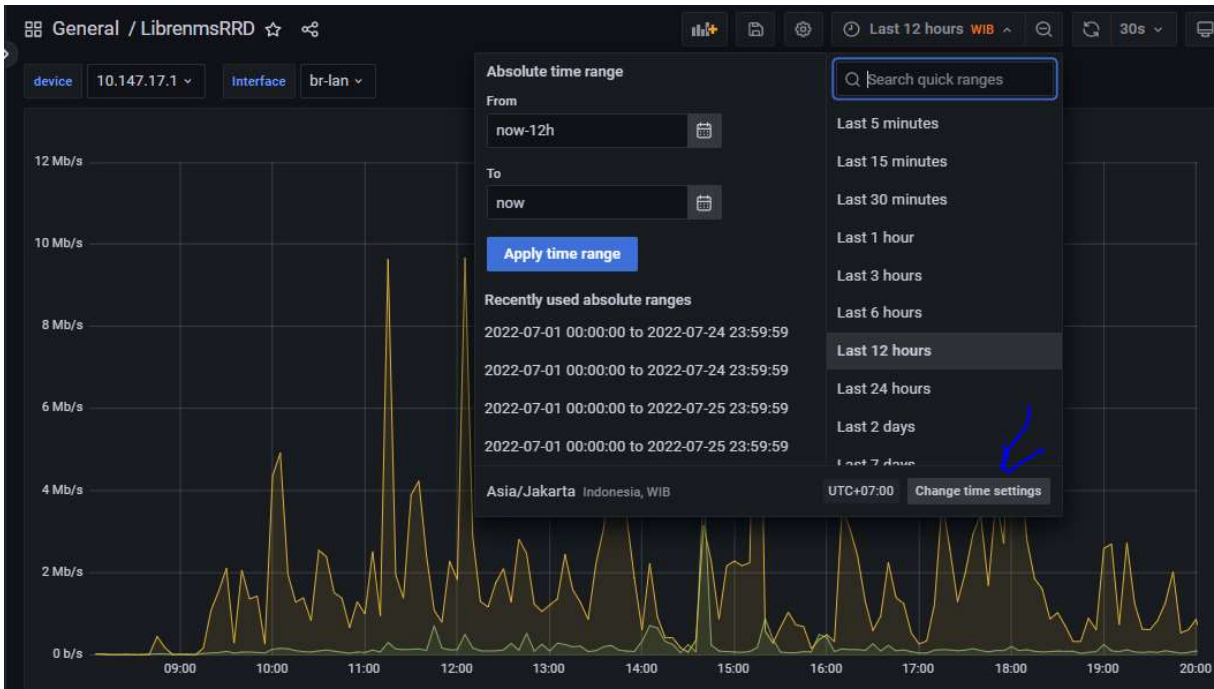 General / LibrenmsRRD
Last 12 hours WIB
30s
device 10.147.17.1
Interface br-lan
Absolute time range
From
now-12h
To
now
Apply time range
Recently used absolute ranges
2022-07-01 00:00:00 to 2022-07-24 23:59:59
2022-07-01 00:00:00 to 2022-07-24 23:59:59
2022-07-01 00:00:00 to 2022-07-25 23:59:59
2022-07-01 00:00:00 to 2022-07-25 23:59:59
Search quick ranges
Last 5 minutes
Last 15 minutes
Last 30 minutes
Last 1 hour
Last 3 hours
Last 6 hours
Last 12 hours
Last 24 hours
Last 2 days
Last 7 days
Asia/Jakarta Indonesia, WIB
UTC+07:00
Change time settings
12 Mb/s
10 Mb/s
8 Mb/s
6 Mb/s
4 Mb/s
2 Mb/s
0 b/s
09:00 10:00 11:00 12:00 13:00 14:00 15:00 16:00 17:00 18:00 19:00 20:00